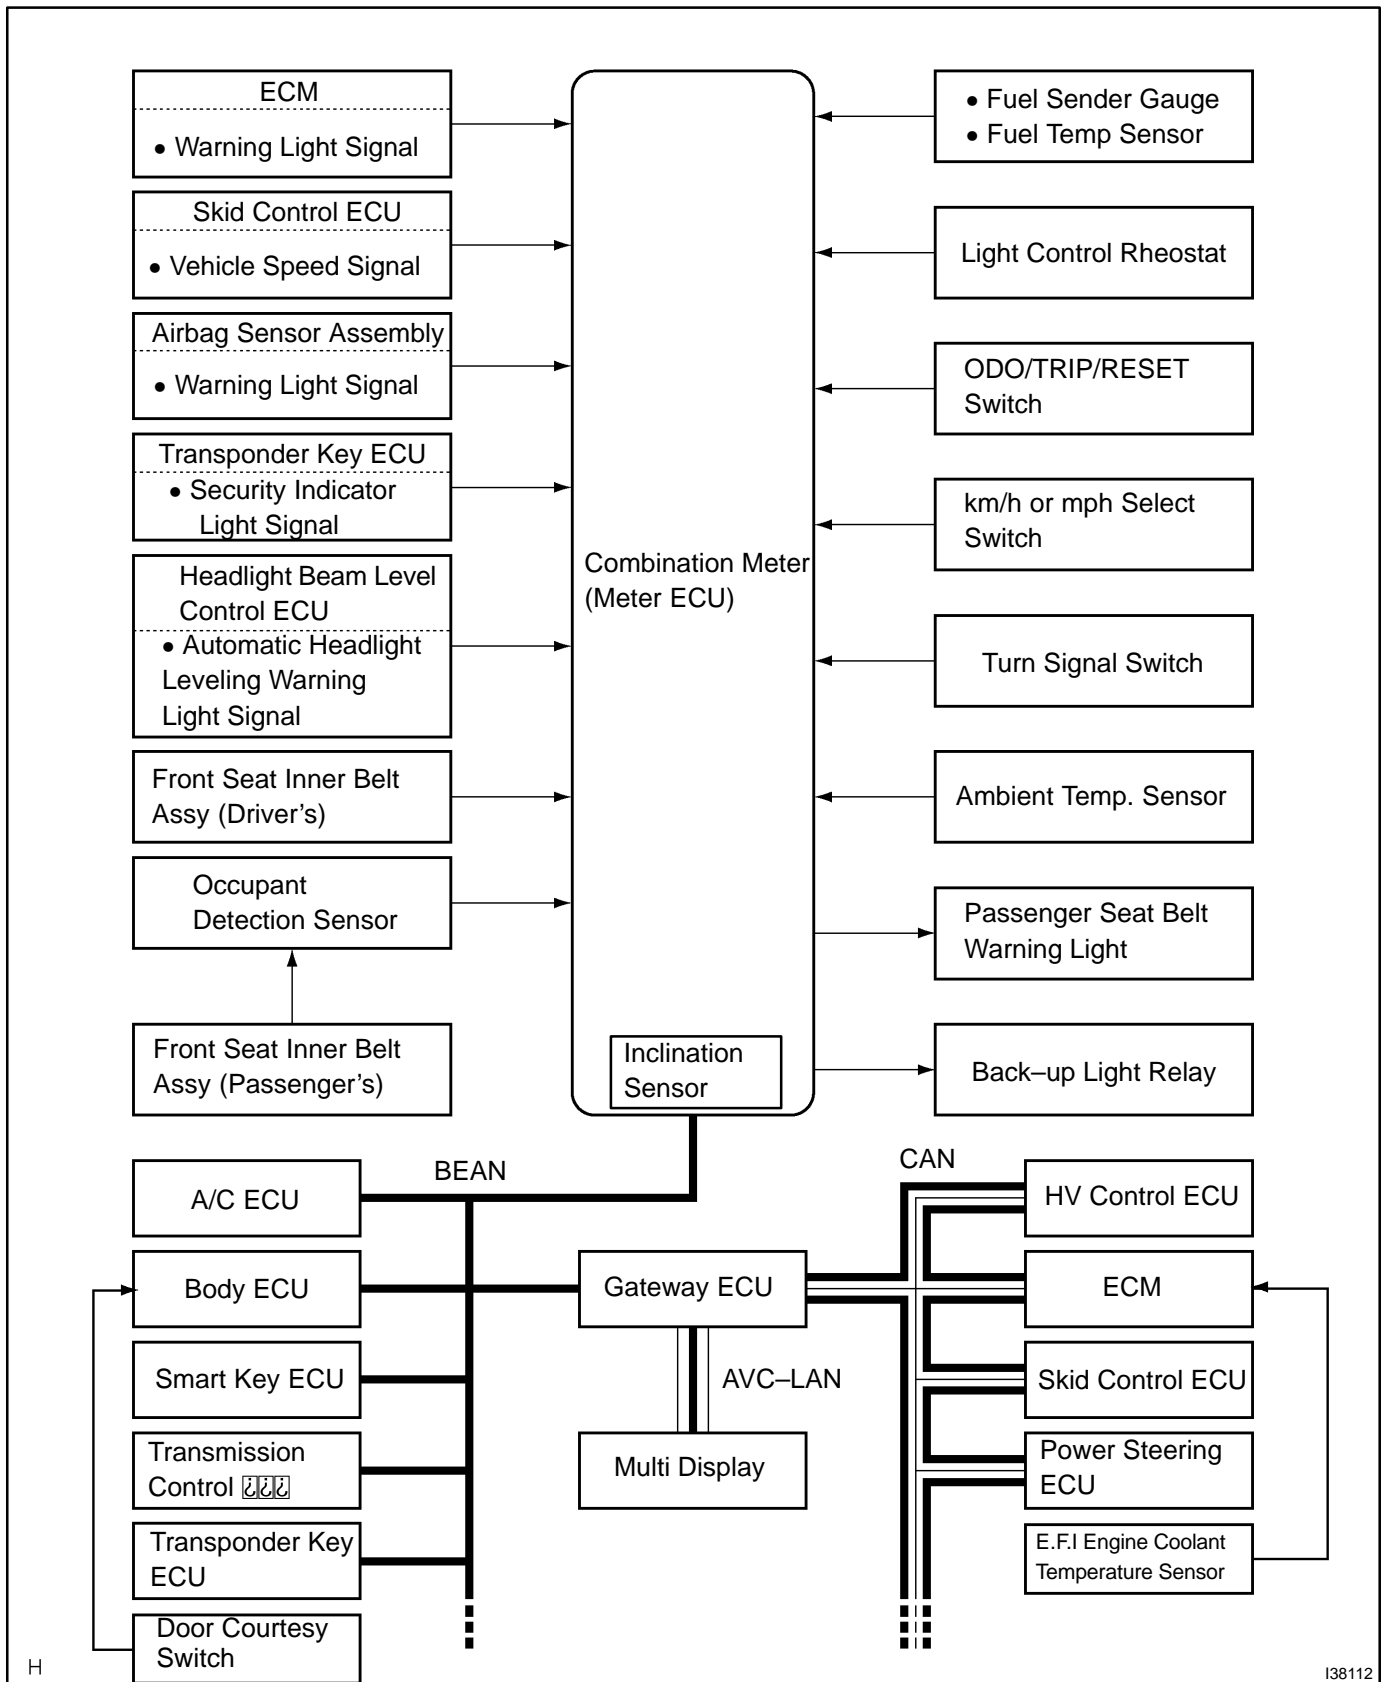 ECM
• Warning Light Signal
Skid Control ECU
• Vehicle Speed Signal
Airbag Sensor Assembly
• Warning Light Signal
Transponder Key ECU
• Security Indicator
Light Signal
Headlight Beam Level
Control ECU
• Automatic Headlight
Leveling Warning
Light Signal
Front Seat Inner Belt
Assy (Driver’s)
Occupant
Detection Sensor
Front Seat Inner Belt
Assy (Passenger’s)
Combination Meter
(Meter ECU)
Inclination
Sensor
• Fuel Sender Gauge
• Fuel Temp Sensor
Light Control Rheostat
ODO/TRIP/RESET
Switch
km/h or mph Select
Switch
Turn Signal Switch
Ambient Temp. Sensor
Passenger Seat Belt
Warning Light
Back–up Light Relay
BEAN
CAN
A/C ECU
Body ECU
Smart Key ECU
Transmission
Control ¿¿¿
Transponder Key
ECU
Door Courtesy
Switch
Gateway ECU
AVC–LAN
Multi Display
HV Control ECU
ECM
Skid Control ECU
Power Steering
ECU
E.F.I Engine Coolant
Temperature Sensor
H
I38112